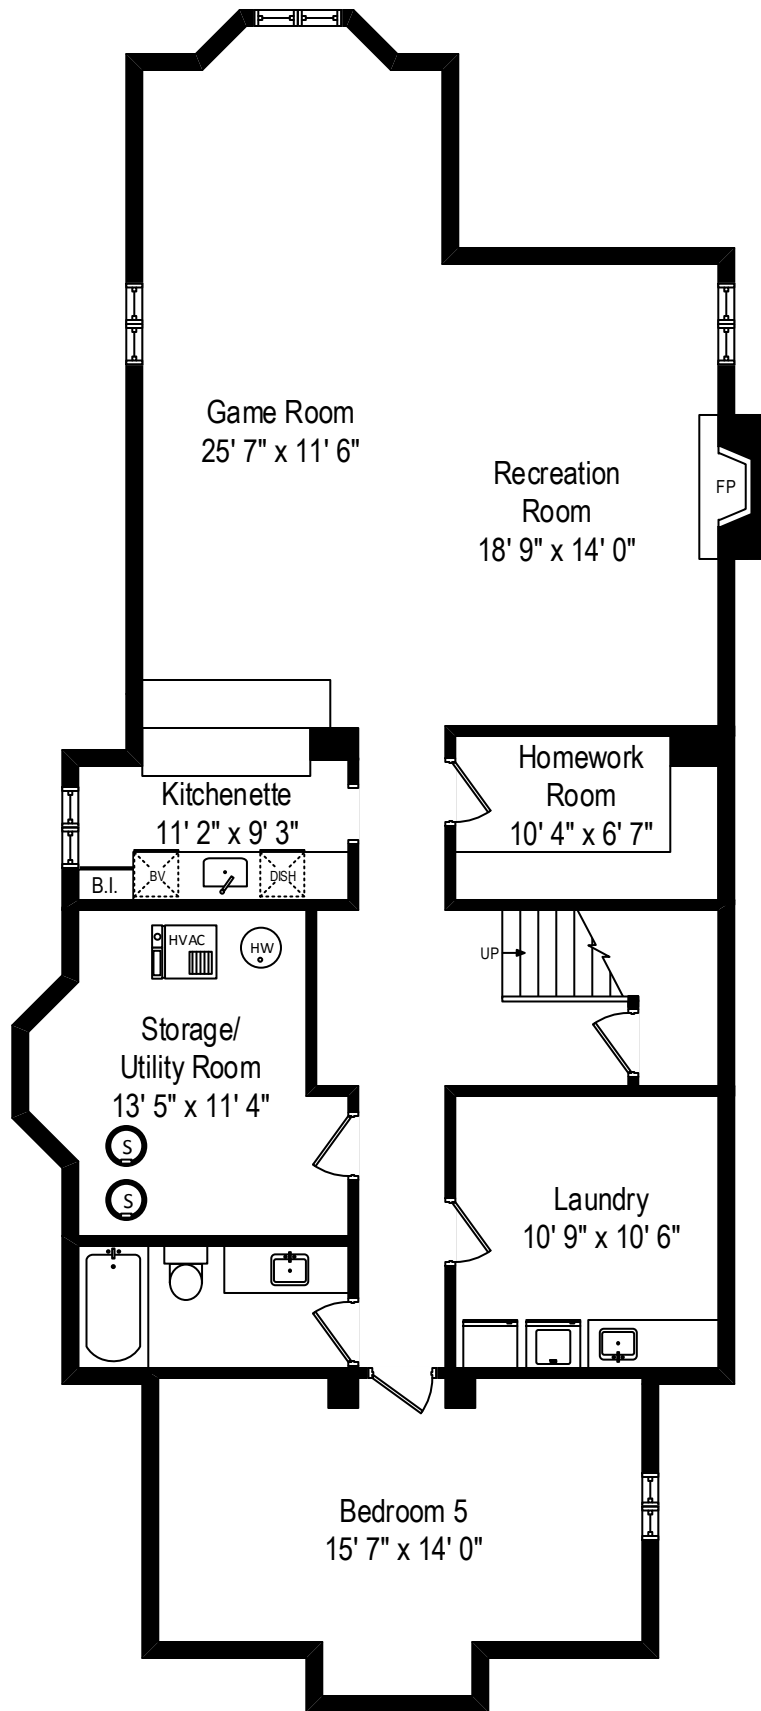 Game Room
25' 7" x 11' 6"
Recreation
Room
18' 9" x 14' 0"
FP
Homework
Room
10' 4" x 6' 7"
Kitchenette
11' 2" x 9' 3"
B.I.
BV
DISH
HVAC
HW
UP
Storage/
Utility Room
13' 5" x 11' 4"
S
S
Laundry
10' 9" x 10' 6"
Bedroom 5
15' 7" x 14' 0"